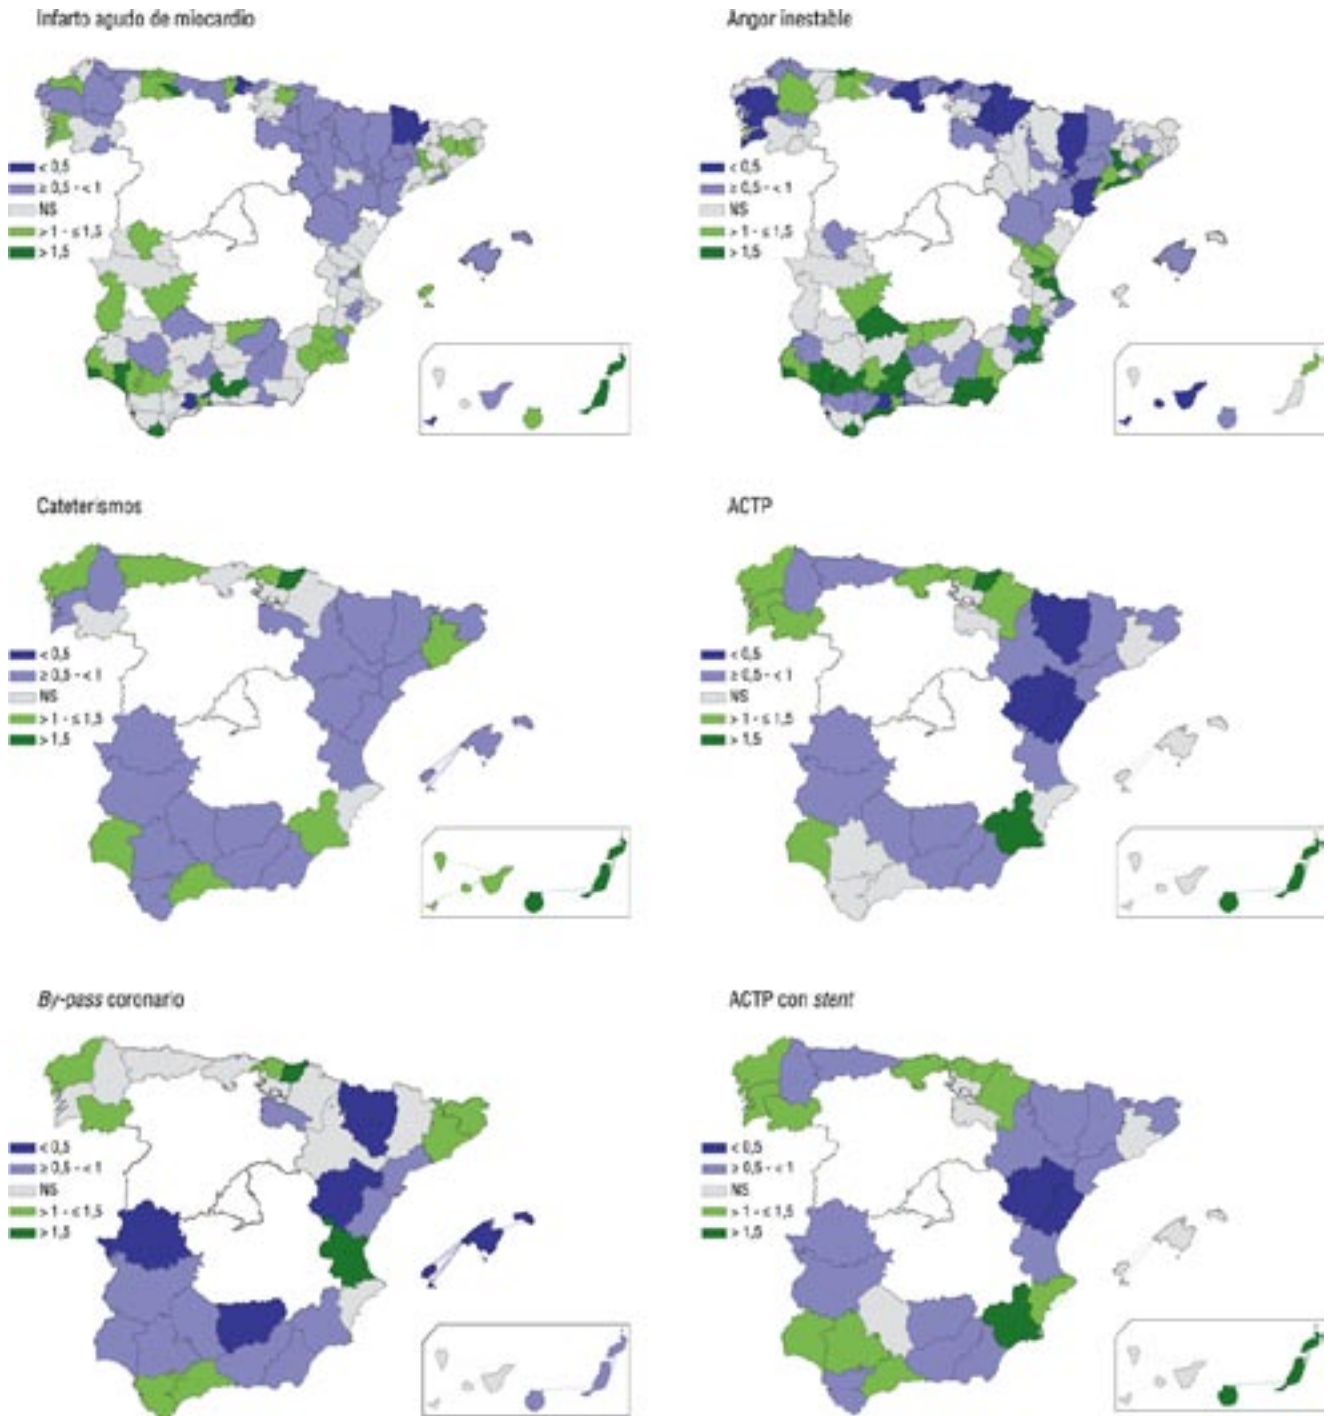 Infarto agudo de miocardio
< 0,5
≥ 0,5 - < 1
NS
> 1 - ≤ 1,5
> 1,5
Angor inestable
< 0,5
≥ 0,5 - < 1
NS
> 1 - ≤ 1,5
> 1,5
Cateterismos
< 0,5
≥ 0,5 - < 1
NS
> 1 - ≤ 1,5
> 1,5
ACTP
< 0,5
≥ 0,5 - < 1
NS
> 1 - ≤ 1,5
> 1,5
By-pass coronario
< 0,5
≥ 0,5 - < 1
NS
> 1 - ≤ 1,5
> 1,5
ACTP con stent
< 0,5
≥ 0,5 - < 1
NS
> 1 - ≤ 1,5
> 1,5